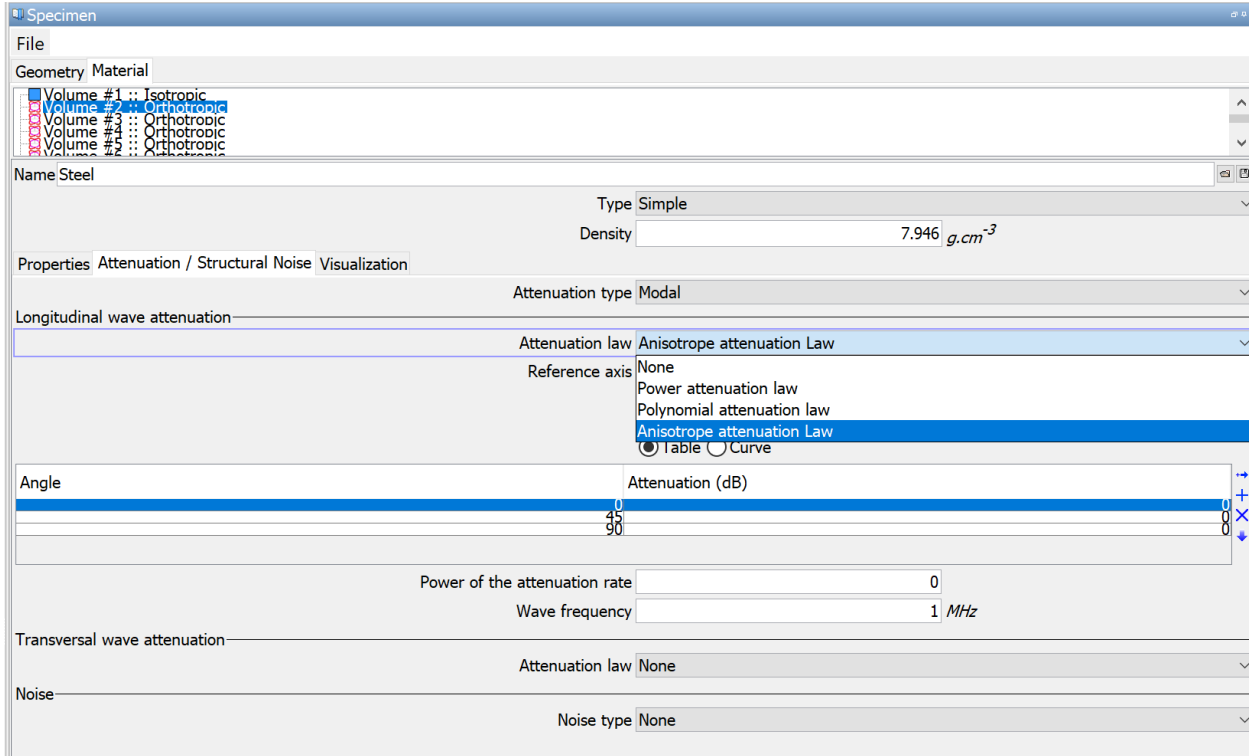 Specimen
File
Geometry Material
Volume #1 :: Isotropic
Volume #2 :: Orthotropic
Volume #3 :: Orthotropic
Volume #4 :: Orthotropic
Volume #5 :: Orthotropic
Volume #6 :: Orthotropic
Name Steel
Type Simple
Density 7.946 g.cm-3
Properties Attenuation / Structural Noise Visualization
Attenuation type Modal
Longitudinal wave attenuation
Attenuation law Anisotrope attenuation Law
Reference axis None
Power attenuation law
Polynomial attenuation law
Anisotrope attenuation Law
Table Curve
Angle Attenuation (dB)
0 0
45 0
90 0
Power of the attenuation rate 0
Wave frequency 1 MHz
Transversal wave attenuation
Attenuation law None
Noise
Noise type None